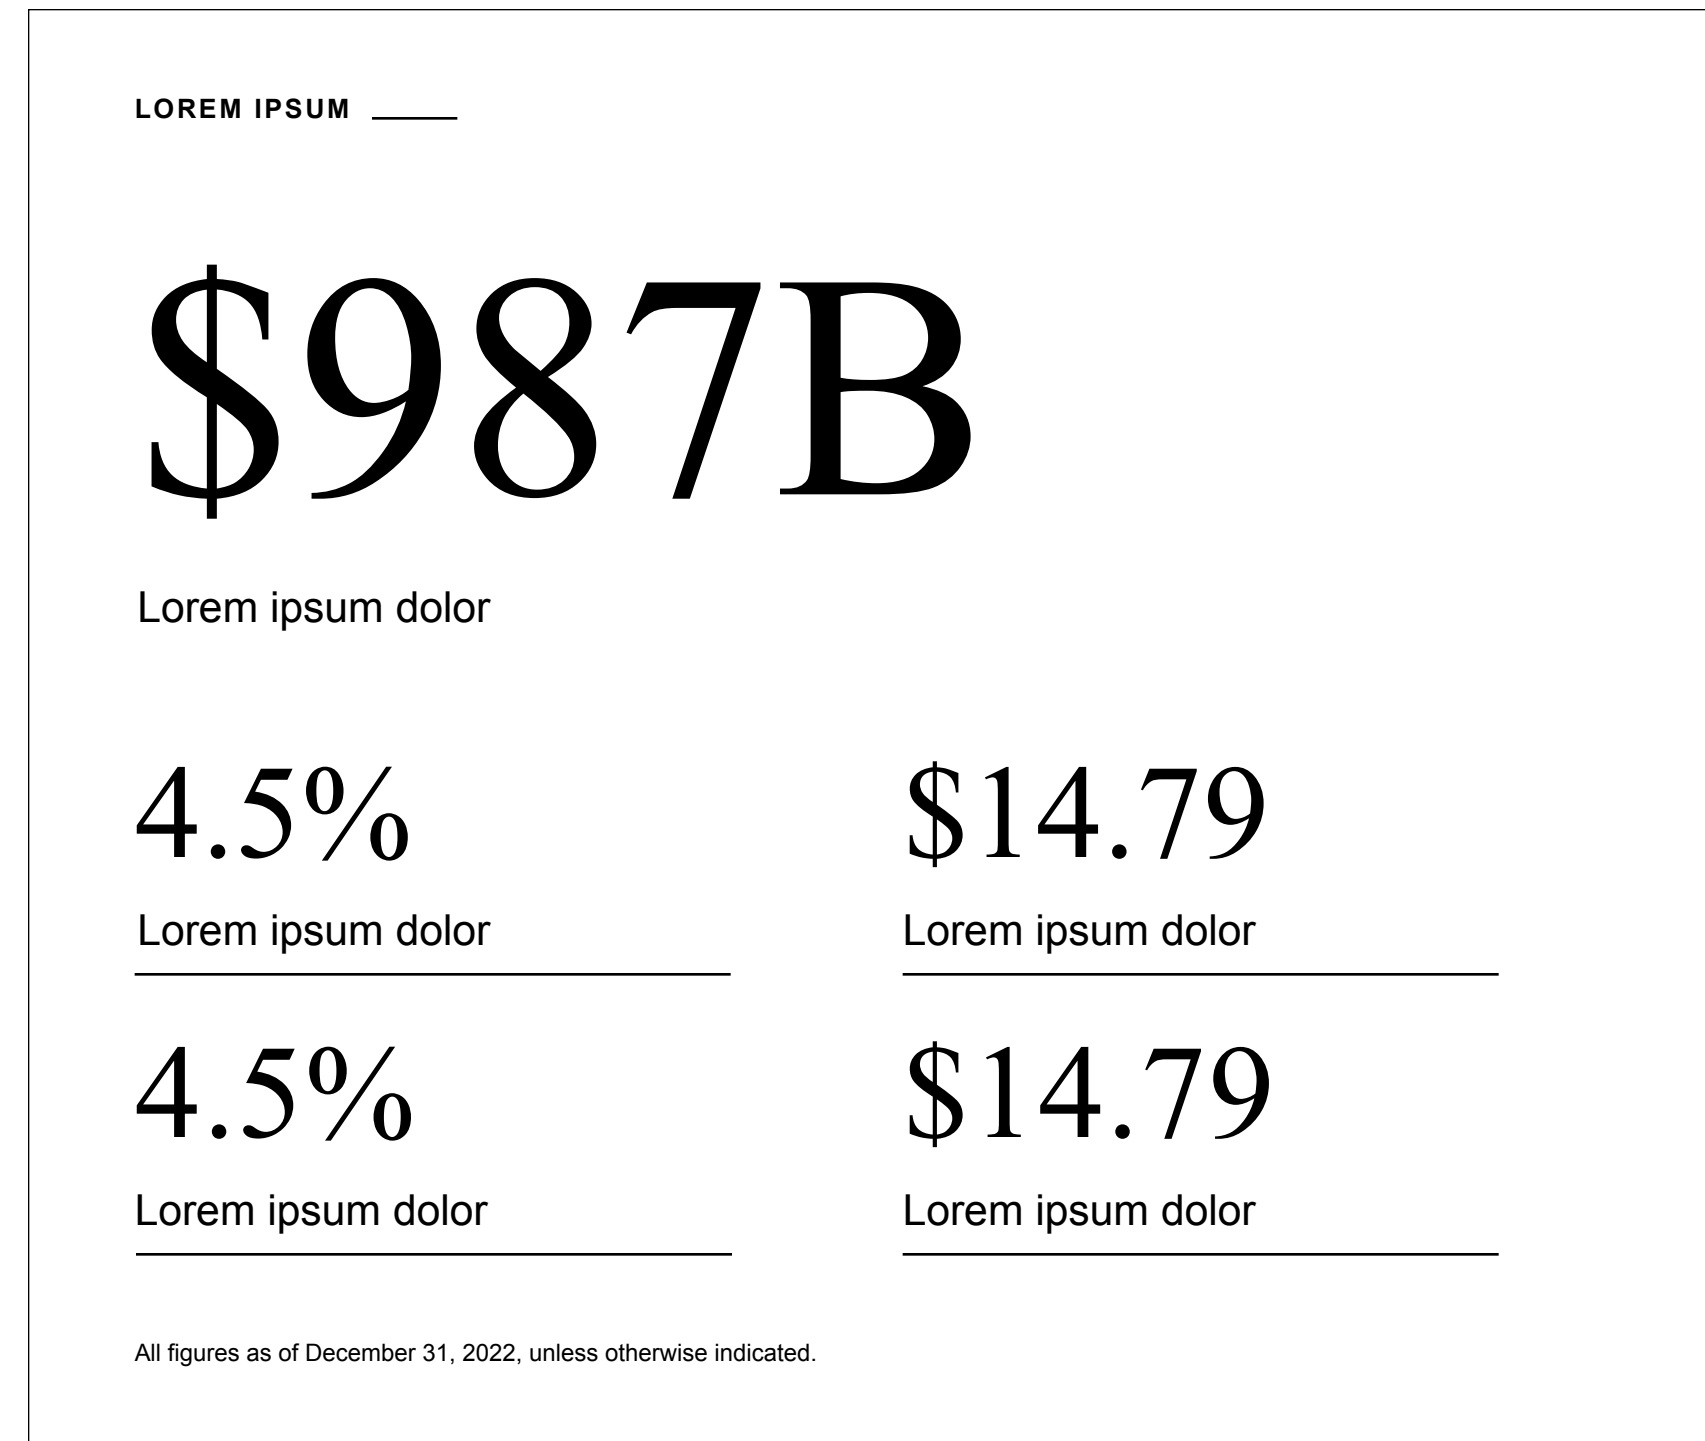 LOREM IPSUM
$987B
Lorem ipsum dolor
4.5% $14.79
Lorem ipsum dolor Lorem ipsum dolor
4.5% $14.79
Lorem ipsum dolor Lorem ipsum dolor
All figures as of December 31, 2022, unless otherwise indicated.